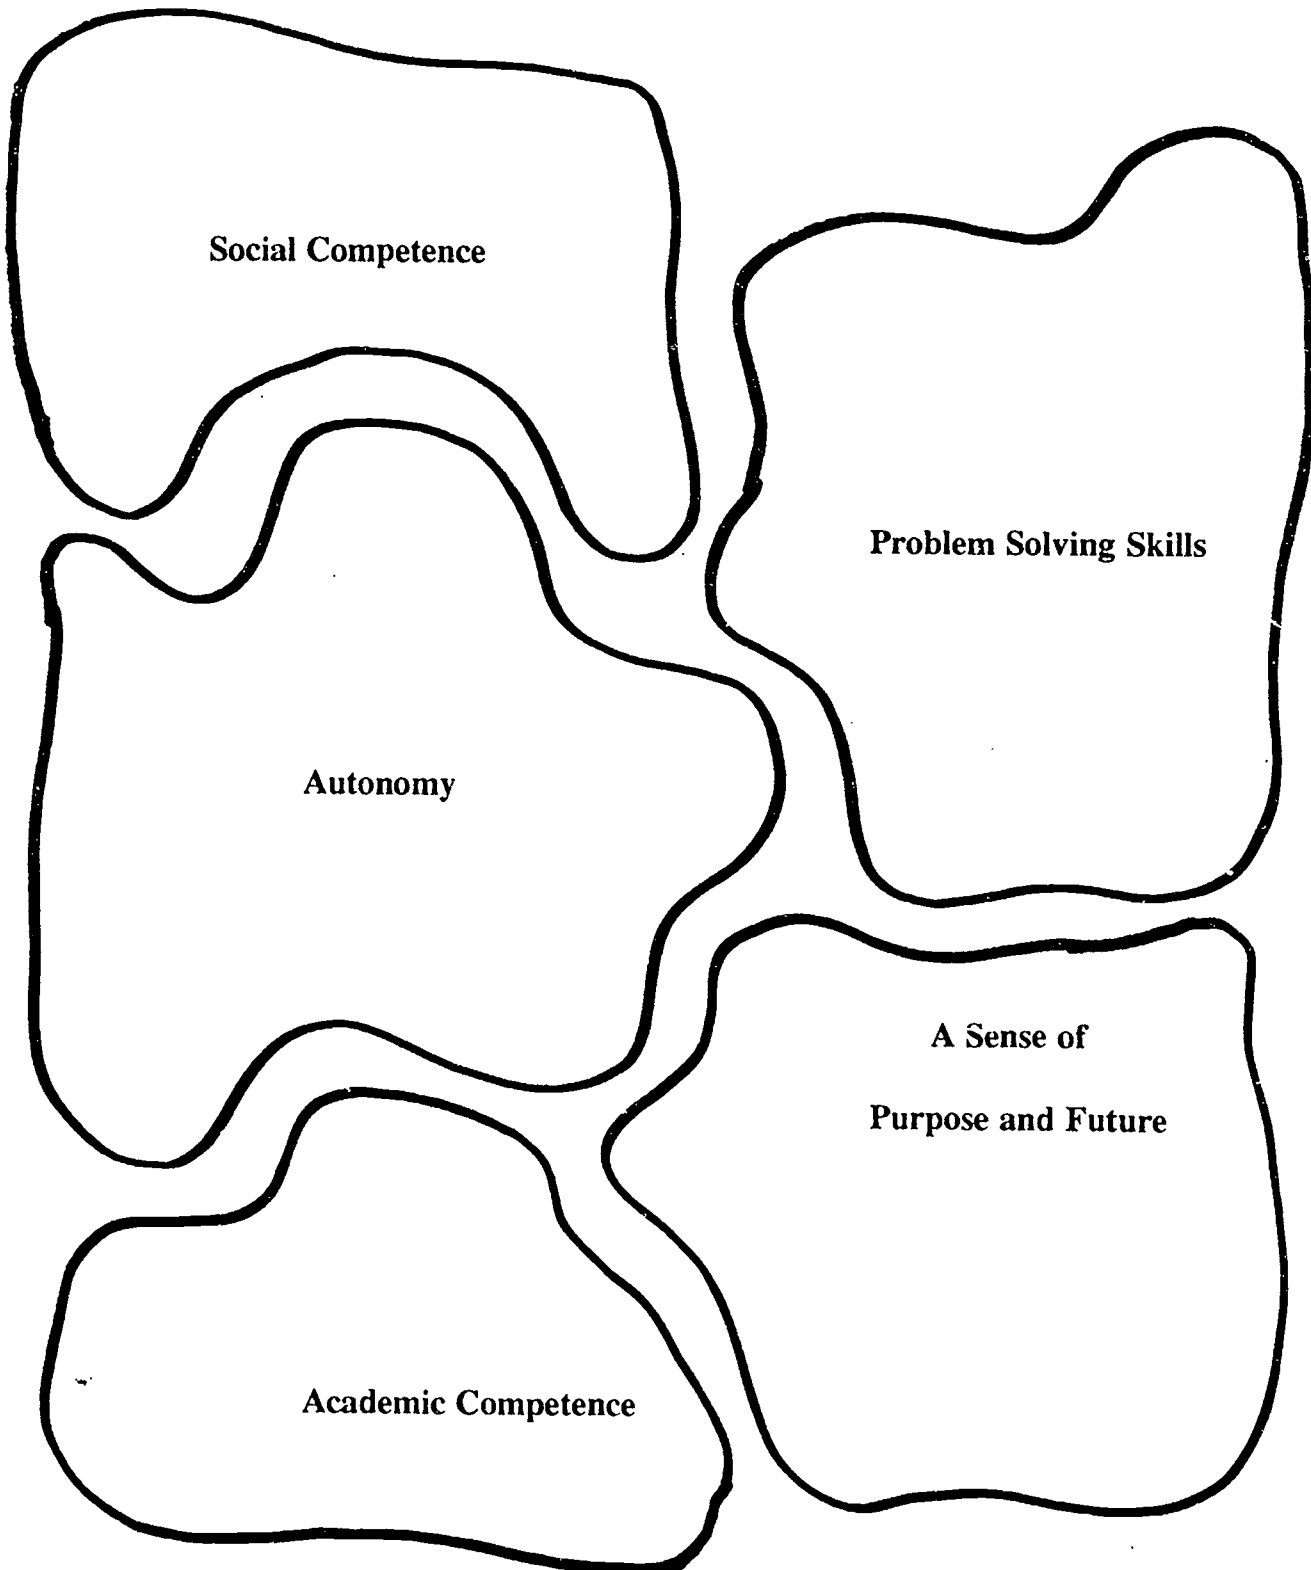 Social Competence
Problem Solving Skills
Autonomy
A Sense of
Purpose and Future
Academic Competence